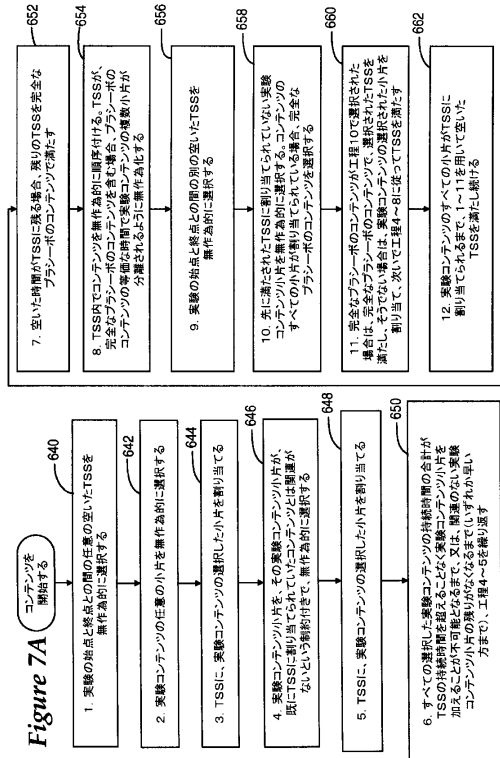 Figure 7A
コンテンツを
開始する
640
1. 実験の始点と終点との間の任意の空いたTSSを
無作為的に選択する
642
2. 実験コンテンツの任意の小片を無作為的に選択する
644
3. TSSに、実験コンテンツの選択した小片を割り当てる
646
4. 実験コンテンツ小片を、その実験コンテンツ小片が、
既にTSSに割り当てられていたコンテンツとは関連が
ないという制約付きで、無作為的に選択する
648
5. TSSに、実験コンテンツの選択した小片を割り当てる
650
6. すべての選択した実験コンテンツの持続時間の合計が
TSSの持続時間を超えることなく実験コンテンツ小片を
加えることが不可能となるまで、又は、関連のない実験
コンテンツ小片の残りがなくなるまで(いずれか早い
方まで)、工程4~5を繰り返す
652
7. 空いた時間がTSSに残る場合、残りのTSSを完全な
プラシーボのコンテンツで満たす
654
8. TSS内でコンテンツを無作為的に順序付ける。TSSが、
完全なプラシーボのコンテンツを含む場合、プラシーボの
コンテンツの等価な時間で実験コンテンツの複数小片が
分離されるように無作為化する
656
9. 実験の始点と終点との間の別の空いたTSSを
無作為的に選択する
658
10. 先に満たされたTSSに割り当てられていない実験
コンテンツ小片を無作為的に選択する。コンテンツの
すべての小片が割り当てられている場合、完全な
プラシーボのコンテンツを選択する
660
11. 完全なプラシーボのコンテンツが工程10で選択された
場合は、完全なプラシーボのコンテンツで、選択されたTSSを
満たし、そうでない場合は、実験コンテンツの選択された小片を
割り当て、次いで工程4~8に従ってTSSを満たす
662
12. 実験コンテンツのすべての小片がTSSに
割り当てられるまで、1~11を用いて空いた
TSSを満たし続ける